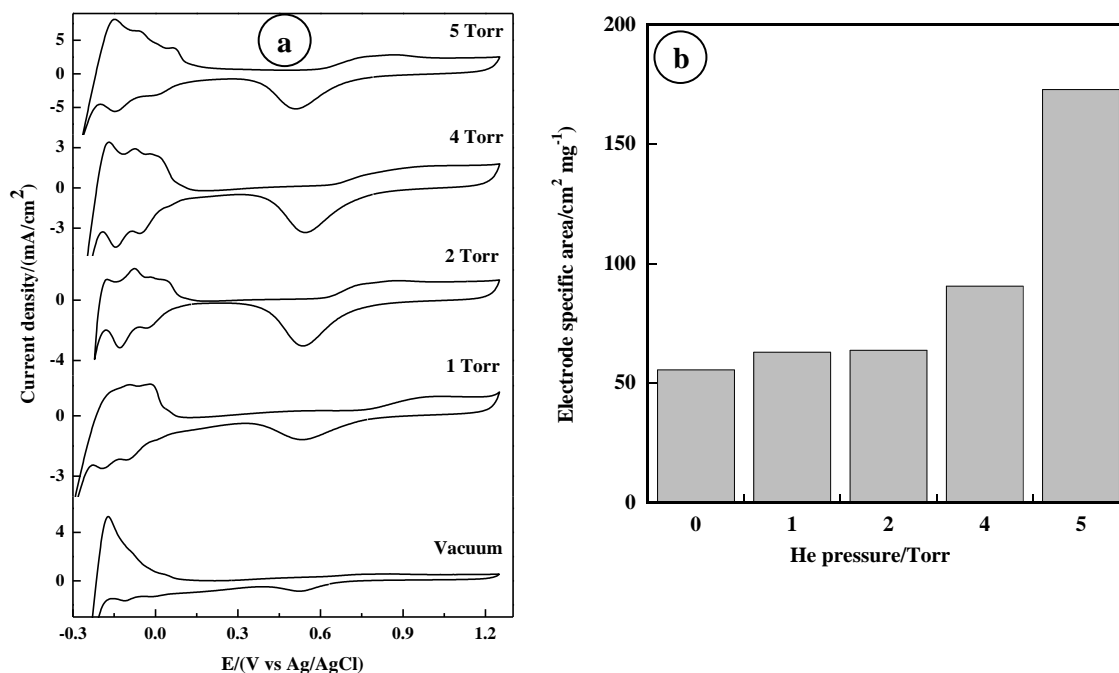 a
5 Torr
5
0
-5
4 Torr
3
0
-3
2 Torr
0
-4
1 Torr
0
-3
Vacuum
4
0
-0.3
0.0
0.3
0.6
0.9
1.2
E/(V vs Ag/AgCl)
Current density/(mA/cm²)
b
200
150
100
50
0
0
1
2
4
5
He pressure/Torr
Electrode specific area/cm² mg⁻¹